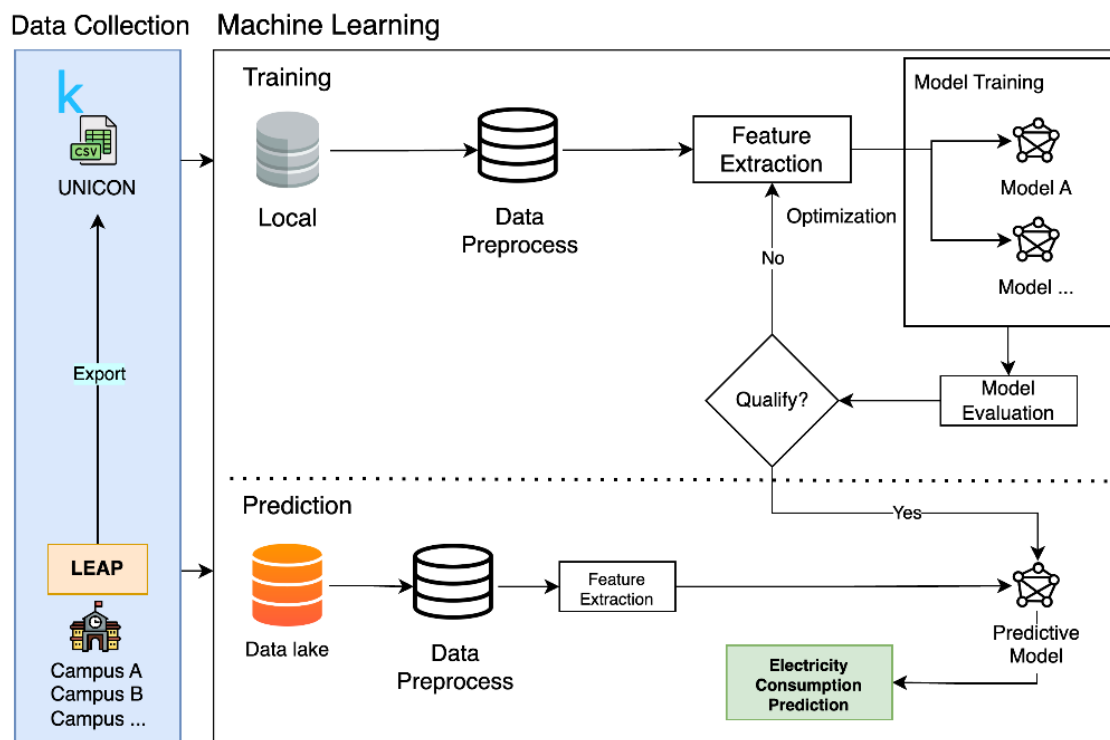 Data Collection
Machine Learning
k
CSV
UNICON
Export
LEAP
Campus A
Campus B
Campus ...
Training
Local
Data
Preprocess
Feature
Extraction
Optimization
Model Training
Model A
Model ...
No
Qualify?
Model
Evaluation
Yes
Prediction
Data lake
Data
Preprocess
Feature
Extraction
Predictive
Model
Electricity
Consumption
Prediction